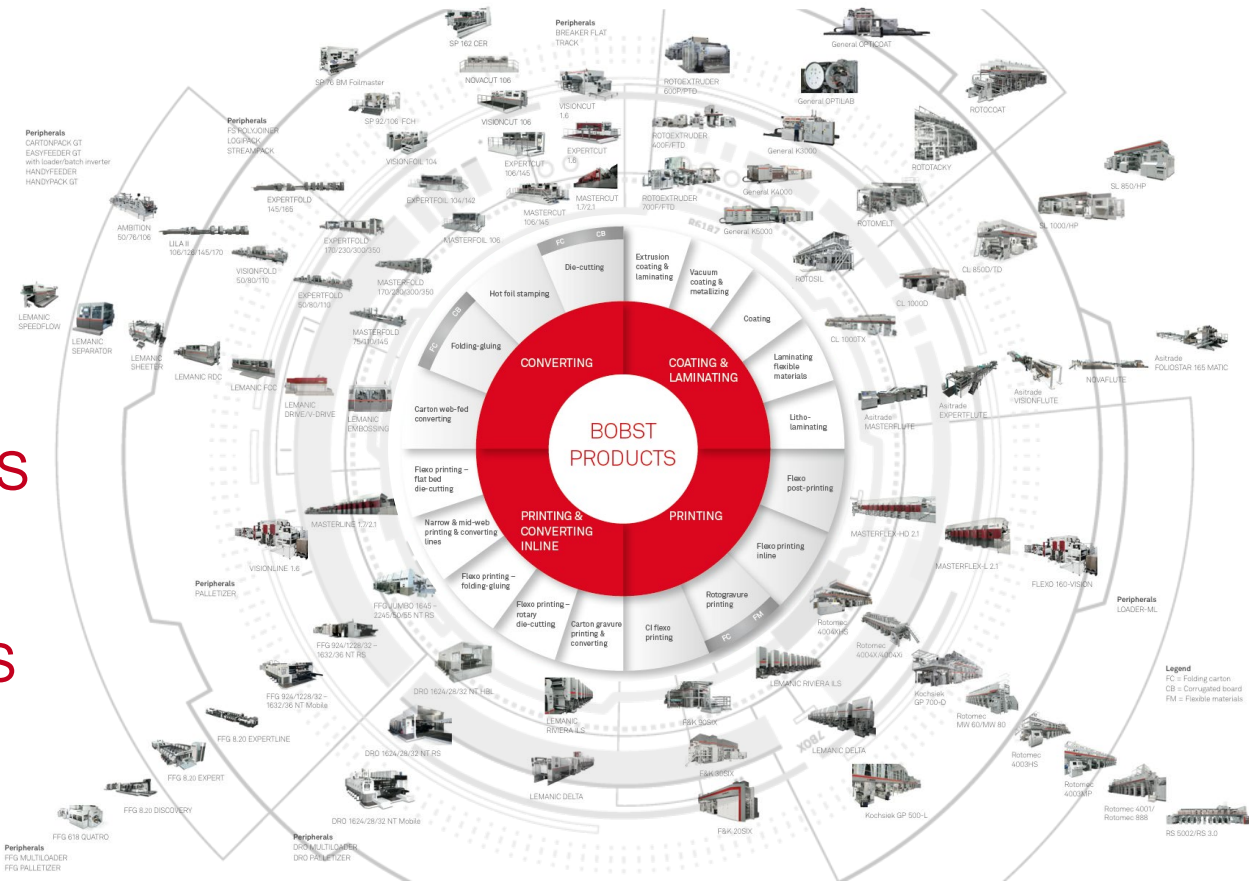 Peripherals
BREAKER FLAT
TRACK
SP 162 CER
NOVACUT 106
SP 76 BM Foilmaster
VISIONCUT
1.6
VISIONCUT 106
SP 92/106 FCH
EXPERTCUT
1.6
EXPERTCUT
106/145
VISIONFOIL 104
MASTERCUT
1.7/2.1
MASTERCUT
106/145
EXPERTFOIL 104/142
MASTERFOIL 106
ROTOEXTRUDER
600P/PTD
ROTOEXTRUDER
400F/FTD
ROTOEXTRUDER
700F/FTD
General OPTICOAT
General OPTILAB
General K3000
General K4000
General K5000
ROTOCOAT
ROTOTACKY
ROTOMELT
ROTOSIL
SL 850/HP
SL 1000/HP
CL 850D/TD
CL 1000D
CL 1000TX
Peripherals
CARTONPACK GT
EASYFEEDER GT
with loader/batch inverter
HANDYFEEDER
HANDYPACK GT
Peripherals
FS POLYJOINER
LOGIPACK
STREAMPACK
EXPERTFOLD
145/165
AMBITION
50/76/106
LILA II
106/126/145/170
EXPERTFOLD
170/230/300/350
VISIONFOLD
50/80/110
MASTERFOLD
170/230/300/350
EXPERTFOLD
50/80/110
MASTERFOLD
75/110/145
LEMANIC
SPEEDFLOW
LEMANIC
SEPARATOR
LEMANIC
SHEETER
LEMANIC RDC
LEMANIC FCC
LEMANIC
DRIVE/V-DRIVE
LEMANIC
EMBOSSING
Asitrade
FOLIOSTAR 165 MATIC
NOVAFLUTE
Asitrade
VISIONFLUTE
Asitrade
EXPERTFLUTE
Asitrade
MASTERFLUTE
BOBST
PRODUCTS
CONVERTING
COATING &
LAMINATING
PRINTING &
CONVERTING
INLINE
PRINTING
FC
CB
Die-cutting
Hot foil stamping
CB
FC
Folding-gluing
Carton web-fed
converting
Extrusion
coating &
laminating
Vacuum
coating &
metallizing
Coating
Laminating
flexible
materials
Litho-
laminating
Flexo
post-printing
Flexo printing
inline
Rotogravure
printing
FC
FM
CI flexo
printing
Carton gravure
printing &
converting
Flexo printing –
rotary
die-cutting
Flexo printing –
folding-gluing
Narrow & mid-web
printing & converting
lines
Flexo printing –
flat bed
die-cutting
S
S
MASTERLINE 1.7/2.1
VISIONLINE 1.6
Peripherals
PALLETIZER
FFG JUMBO 1645 –
2245/50/65 NT RS
FFG 924/1228/32 –
1632/36 NT RS
FFG 924/1228/32 –
1632/36 NT Mobile
FFG 8.20 EXPERTLINE
FFG 8.20 EXPERT
FFG 8.20 DISCOVERY
FFG 618 QUATRO
Peripherals
FFG MULTILOADER
FFG PALLETIZER
DRO 1624/28/32 NT HBL
DRO 1624/28/32 NT RS
DRO 1624/28/32 NT Mobile
Peripherals
DRO MULTILOADER
DRO PALLETIZER
LEMANIC
RIVIERA ILS
LEMANIC DELTA
F&K 90SIX
F&K 30SIX
F&K 20SIX
LEMANIC RIVIERA ILS
LEMANIC DELTA
Kochsiek GP 500-L
Rotomec
4004XHS
Rotomec
4004X/4004Xi
Kochsiek
GP 700-D
Rotomec
MW 60/MW 80
Rotomec
4003HS
Rotomec
4003MP
Rotomec 4001/
Rotomec 888
RS 5002/RS 3.0
MASTERFLEX-HD 2.1
MASTERFLEX-L 2.1
FLEXO 160-VISION
Peripherals
LOADER-ML
Legend
FC = Folding carton
CB = Corrugated board
FM = Flexible materials